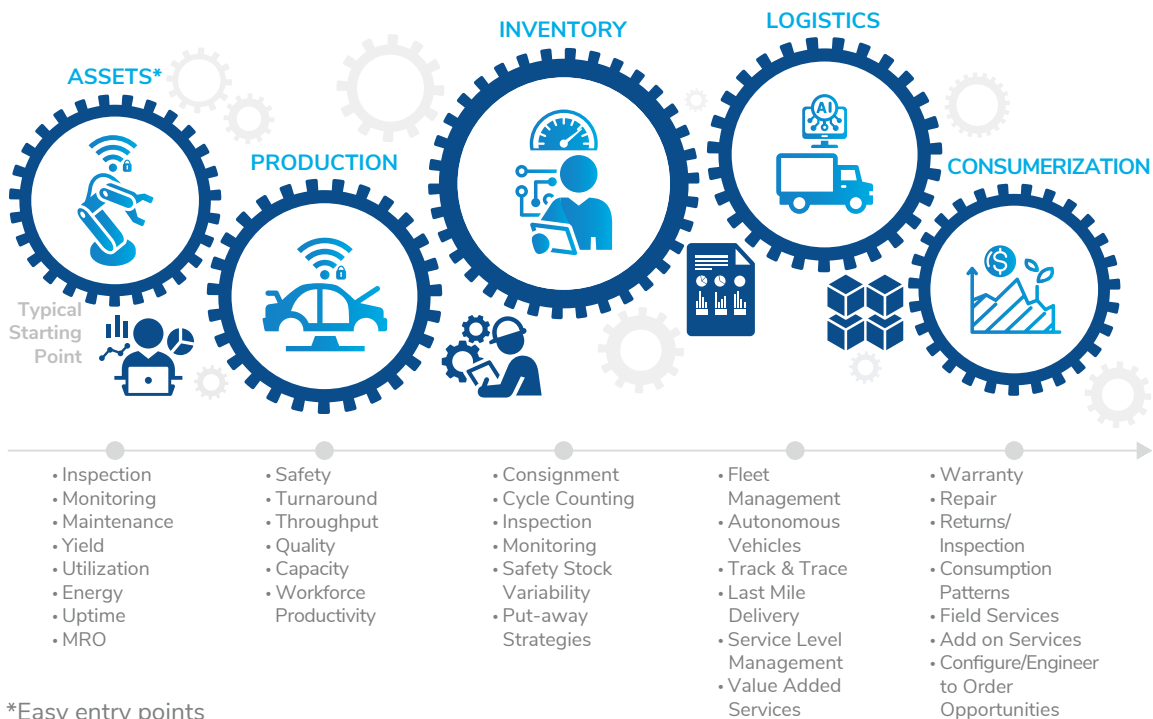 ASSETS*
PRODUCTION
INVENTORY
LOGISTICS
AI
CONSUMERIZATION
$
Typical
Starting
Point
• Inspection
• Monitoring
• Maintenance
• Yield
• Utilization
• Energy
• Uptime
• MRO
• Safety
• Turnaround
• Throughput
• Quality
• Capacity
• Workforce
Productivity
• Consignment
• Cycle Counting
• Inspection
• Monitoring
• Safety Stock
Variability
• Put-away
Strategies
• Fleet
Management
• Autonomous
Vehicles
• Track & Trace
• Last Mile
Delivery
• Service Level
Management
• Value Added
Services
• Warranty
• Repair
• Returns/
Inspection
• Consumption
Patterns
• Field Services
• Add on Services
• Configure/Engineer
to Order
Opportunities
*Easy entry points